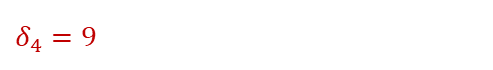 𝛿₄ = 9